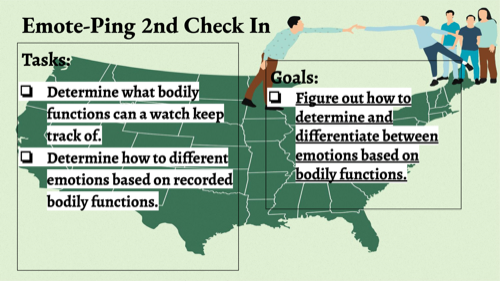 Emote-Ping 2nd Check In
Tasks:
❑ Determine what bodily
functions can a watch keep
track of.
❑ Determine how to different
emotions based on recorded
bodily functions.
Goals:
❑ Figure out how to
determine and
differentiate between
emotions based on
bodily functions.